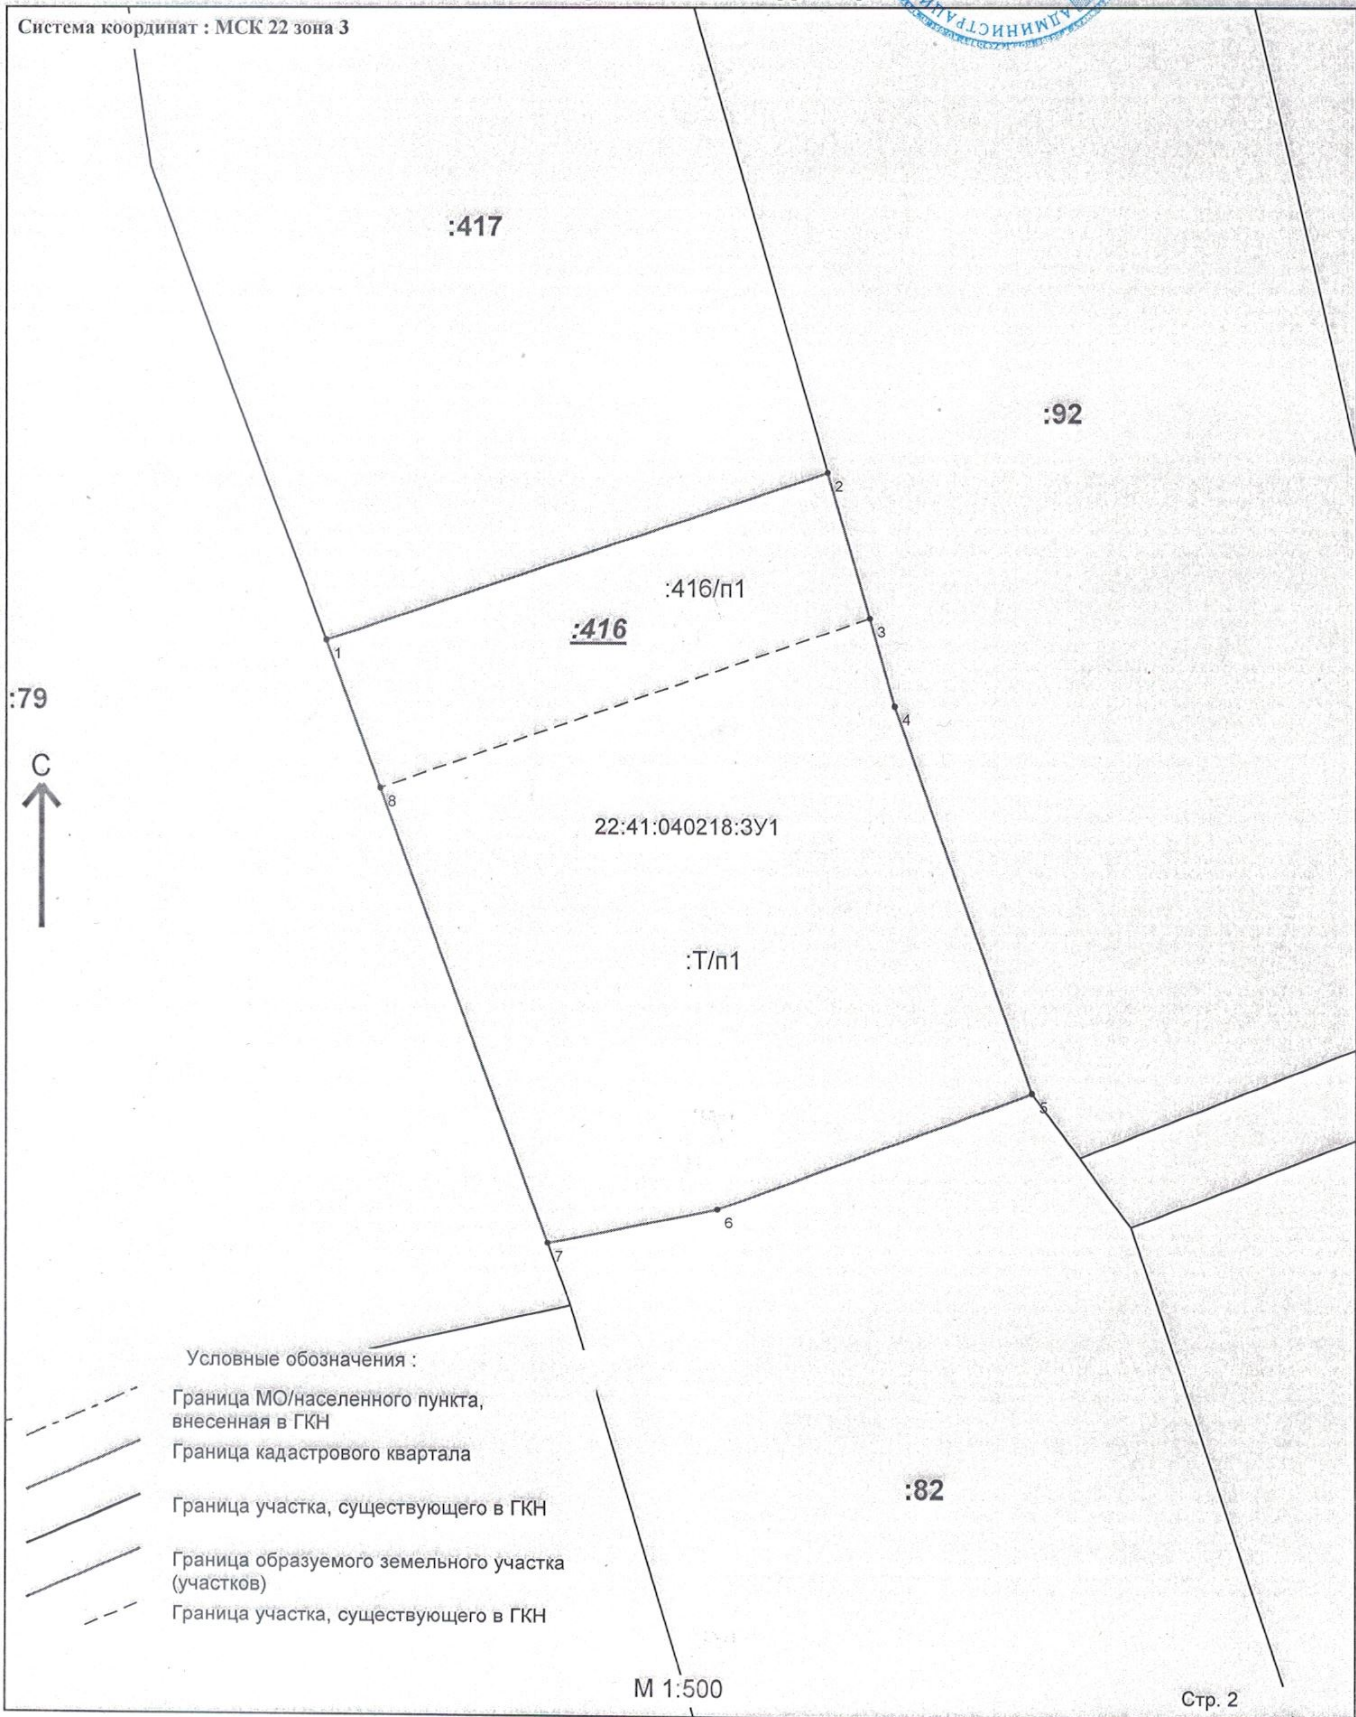 АДМИНИСТРАЦИ
Система координат : МСК 22 зона 3
:417
:92
2
:416/п1
:416
3
1
:79
4
С
8
22:41:040218:ЗУ1
:Т/п1
5
6
7
Условные обозначения :
Граница МО/населенного пункта,
внесенная в ГКН
Граница кадастрового квартала
Граница участка, существующего в ГКН
:82
Граница образуемого земельного участка
(участков)
Граница участка, существующего в ГКН
М 1:500
Стр. 2